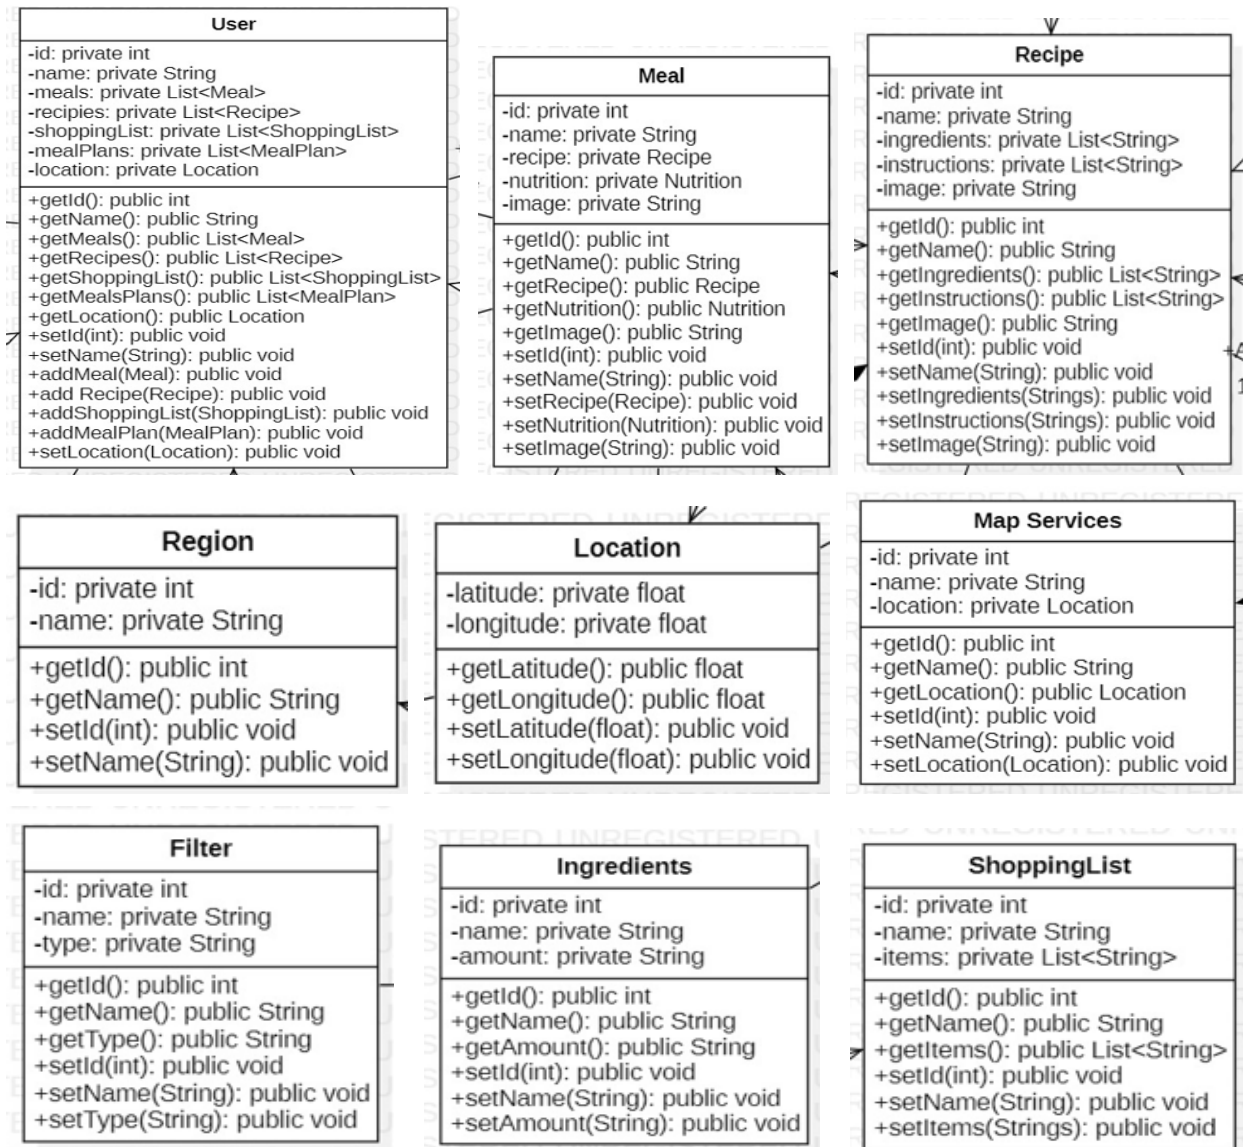 User
-id: private int
-name: private String
-meals: private List<Meal>
-recipies: private List<Recipe>
-shoppingList: private List<ShoppingList>
-mealPlans: private List<MealPlan>
-location: private Location
+getId(): public int
+getName(): public String
+getMeals(): public List<Meal>
+getRecipes(): public List<Recipe>
+getShoppingList(): public List<ShoppingList>
+getMealsPlans(): public List<MealPlan>
+getLocation(): public Location
+setId(int): public void
+setName(String): public void
+addMeal(Meal): public void
+add Recipe(Recipe): public void
+addShoppingList(ShoppingList): public void
+addMealPlan(MealPlan): public void
+setLocation(Location): public void
Meal
-id: private int
-name: private String
-recipe: private Recipe
-nutrition: private Nutrition
-image: private String
+getId(): public int
+getName(): public String
+getRecipe(): public Recipe
+getNutrition(): public Nutrition
+getImage(): public String
+setId(int): public void
+setName(String): public void
+setRecipe(Recipe): public void
+setNutrition(Nutrition): public void
+setImage(String): public void
Recipe
-id: private int
-name: private String
-ingredients: private List<String>
-instructions: private List<String>
-image: private String
+getId(): public int
+getName(): public String
+getIngredients(): public List<String>
+getInstructions(): public List<String>
+getImage(): public String
+setId(int): public void
+setName(String): public void
+setIngredients(Strings): public void
+setInstructions(Strings): public void
+setImage(String): public void
Region
-id: private int
-name: private String
+getId(): public int
+getName(): public String
+setId(int): public void
+setName(String): public void
Location
-latitude: private float
-longitude: private float
+getLatitude(): public float
+getLongitude(): public float
+setLatitude(float): public void
+setLongitude(float): public void
Map Services
-id: private int
-name: private String
-location: private Location
+getId(): public int
+getName(): public String
+getLocation(): public Location
+setId(int): public void
+setName(String): public void
+setLocation(Location): public void
Filter
-id: private int
-name: private String
-type: private String
+getId(): public int
+getName(): public String
+getType(): public String
+setId(int): public void
+setName(String): public void
+setType(String): public void
Ingredients
-id: private int
-name: private String
-amount: private String
+getId(): public int
+getName(): public String
+getAmount(): public String
+setId(int): public void
+setName(String): public void
+setAmount(String): public void
ShoppingList
-id: private int
-name: private String
-items: private List<String>
+getId(): public int
+getName(): public String
+getItems(): public List<String>
+setId(int): public void
+setName(String): public void
+setItems(Strings): public void